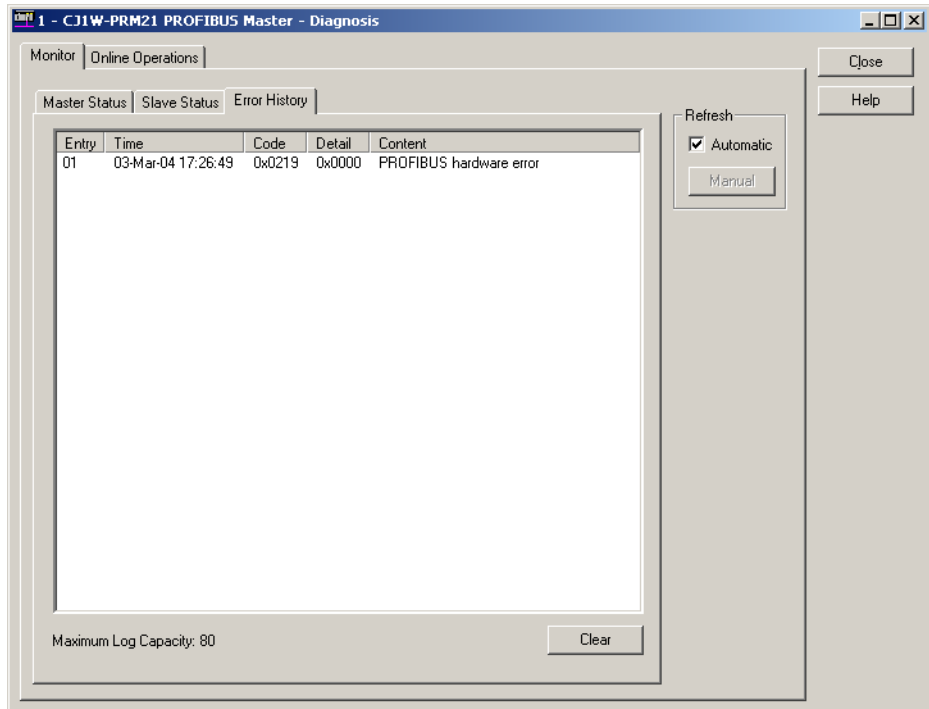 1 - CJ1W-PRM21 PROFIBUS Master - Diagnosis
Monitor Online Operations
Close
Master Status Slave Status Error History
Help
Refresh
Entry Time Code Detail Content
Automatic
01 03-Mar-04 17:26:49 0x0219 0x0000 PROFIBUS hardware error
Manual
Maximum Log Capacity: 80
Clear